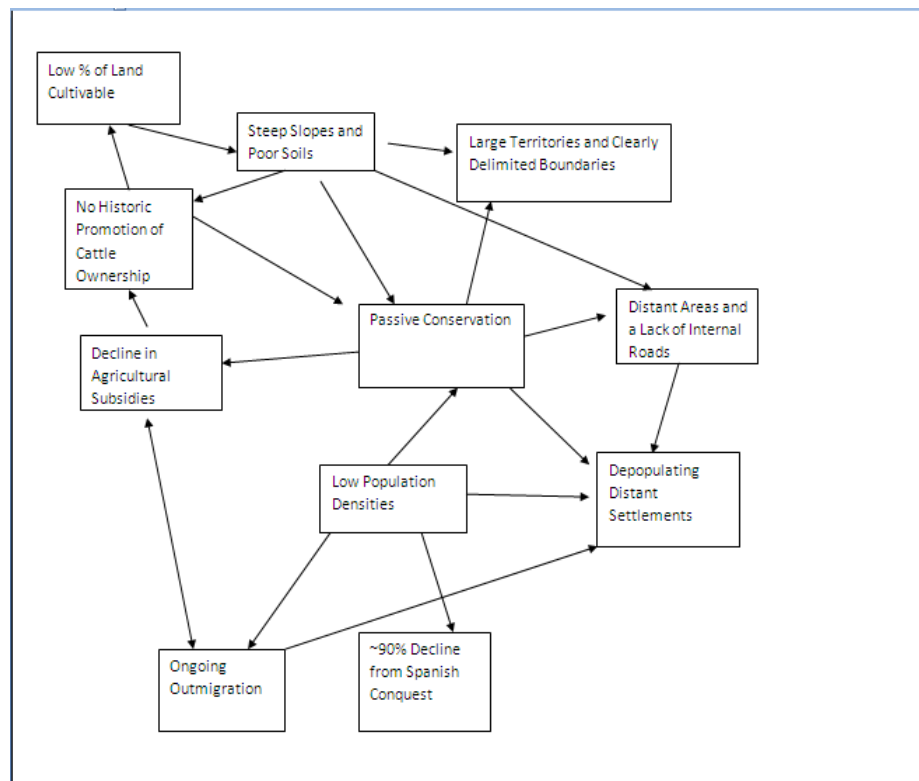 Low % of Land
Cultivable
Steep Slopes and
Poor Soils
Large Territories and Clearly
Delimited Boundaries
No Historic
Promotion of
Cattle
Ownership
Passive Conservation
Distant Areas and
a Lack of Internal
Roads
Decline in
Agricultural
Subsidies
Low Population
Densities
Depopulating
Distant
Settlements
Ongoing
Outmigration
~90% Decline
from Spanish
Conquest